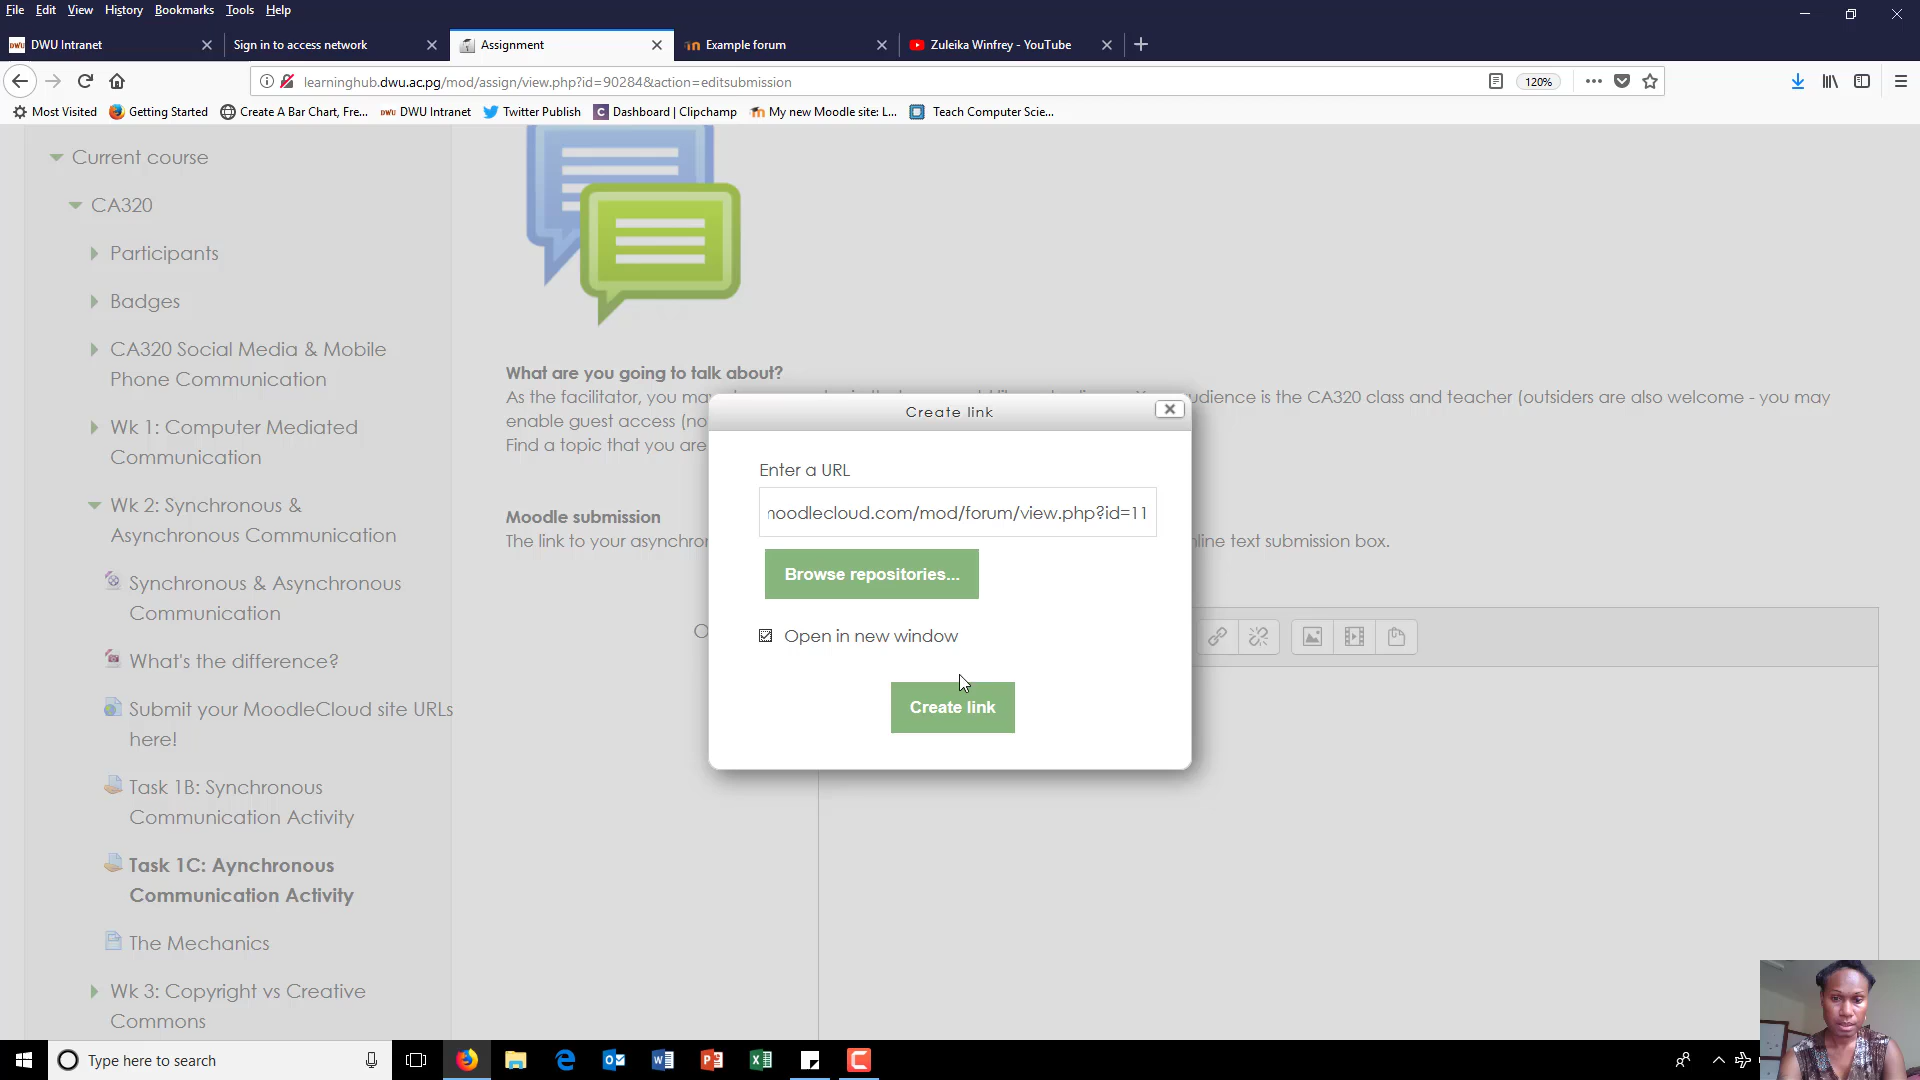 File Edit View History Bookmarks Tools Help
DWU Intranet
Sign in to access network
Assignment
Example forum
Zuleika Winfrey - YouTube
learninghub.dwu.ac.pg/mod/assign/view.php?id=90284&action=editsubmission
120%
Most Visited
Getting Started
Create A Bar Chart, Fre...
DWU DWU Intranet
Twitter Publish
Dashboard | Clipchamp
My new Moodle site: L...
Teach Computer Scie...
Current course
CA320
Participants
Badges
CA320 Social Media & Mobile
Phone Communication
Wk 1: Computer Mediated
Communication
Wk 2: Synchronous &
Asynchronous Communication
Synchronous & Asynchronous
Communication
What's the difference?
Submit your MoodleCloud site URLs
here!
Task 1B: Synchronous
Communication Activity
Task 1C: Aynchronous
Communication Activity
The Mechanics
Wk 3: Copyright vs Creative
Commons
What are you going to talk about?
As the facilitator, you may udience is the CA320 class and teacher (outsiders are also welcome - you may
enable guest access (no
Find a topic that you are
Moodle submission
The link to your asynchro nline text submission box.
Create link
Enter a URL
moodlecloud.com/mod/forum/view.php?id=11
Browse repositories...
Open in new window
Create link
Type here to search